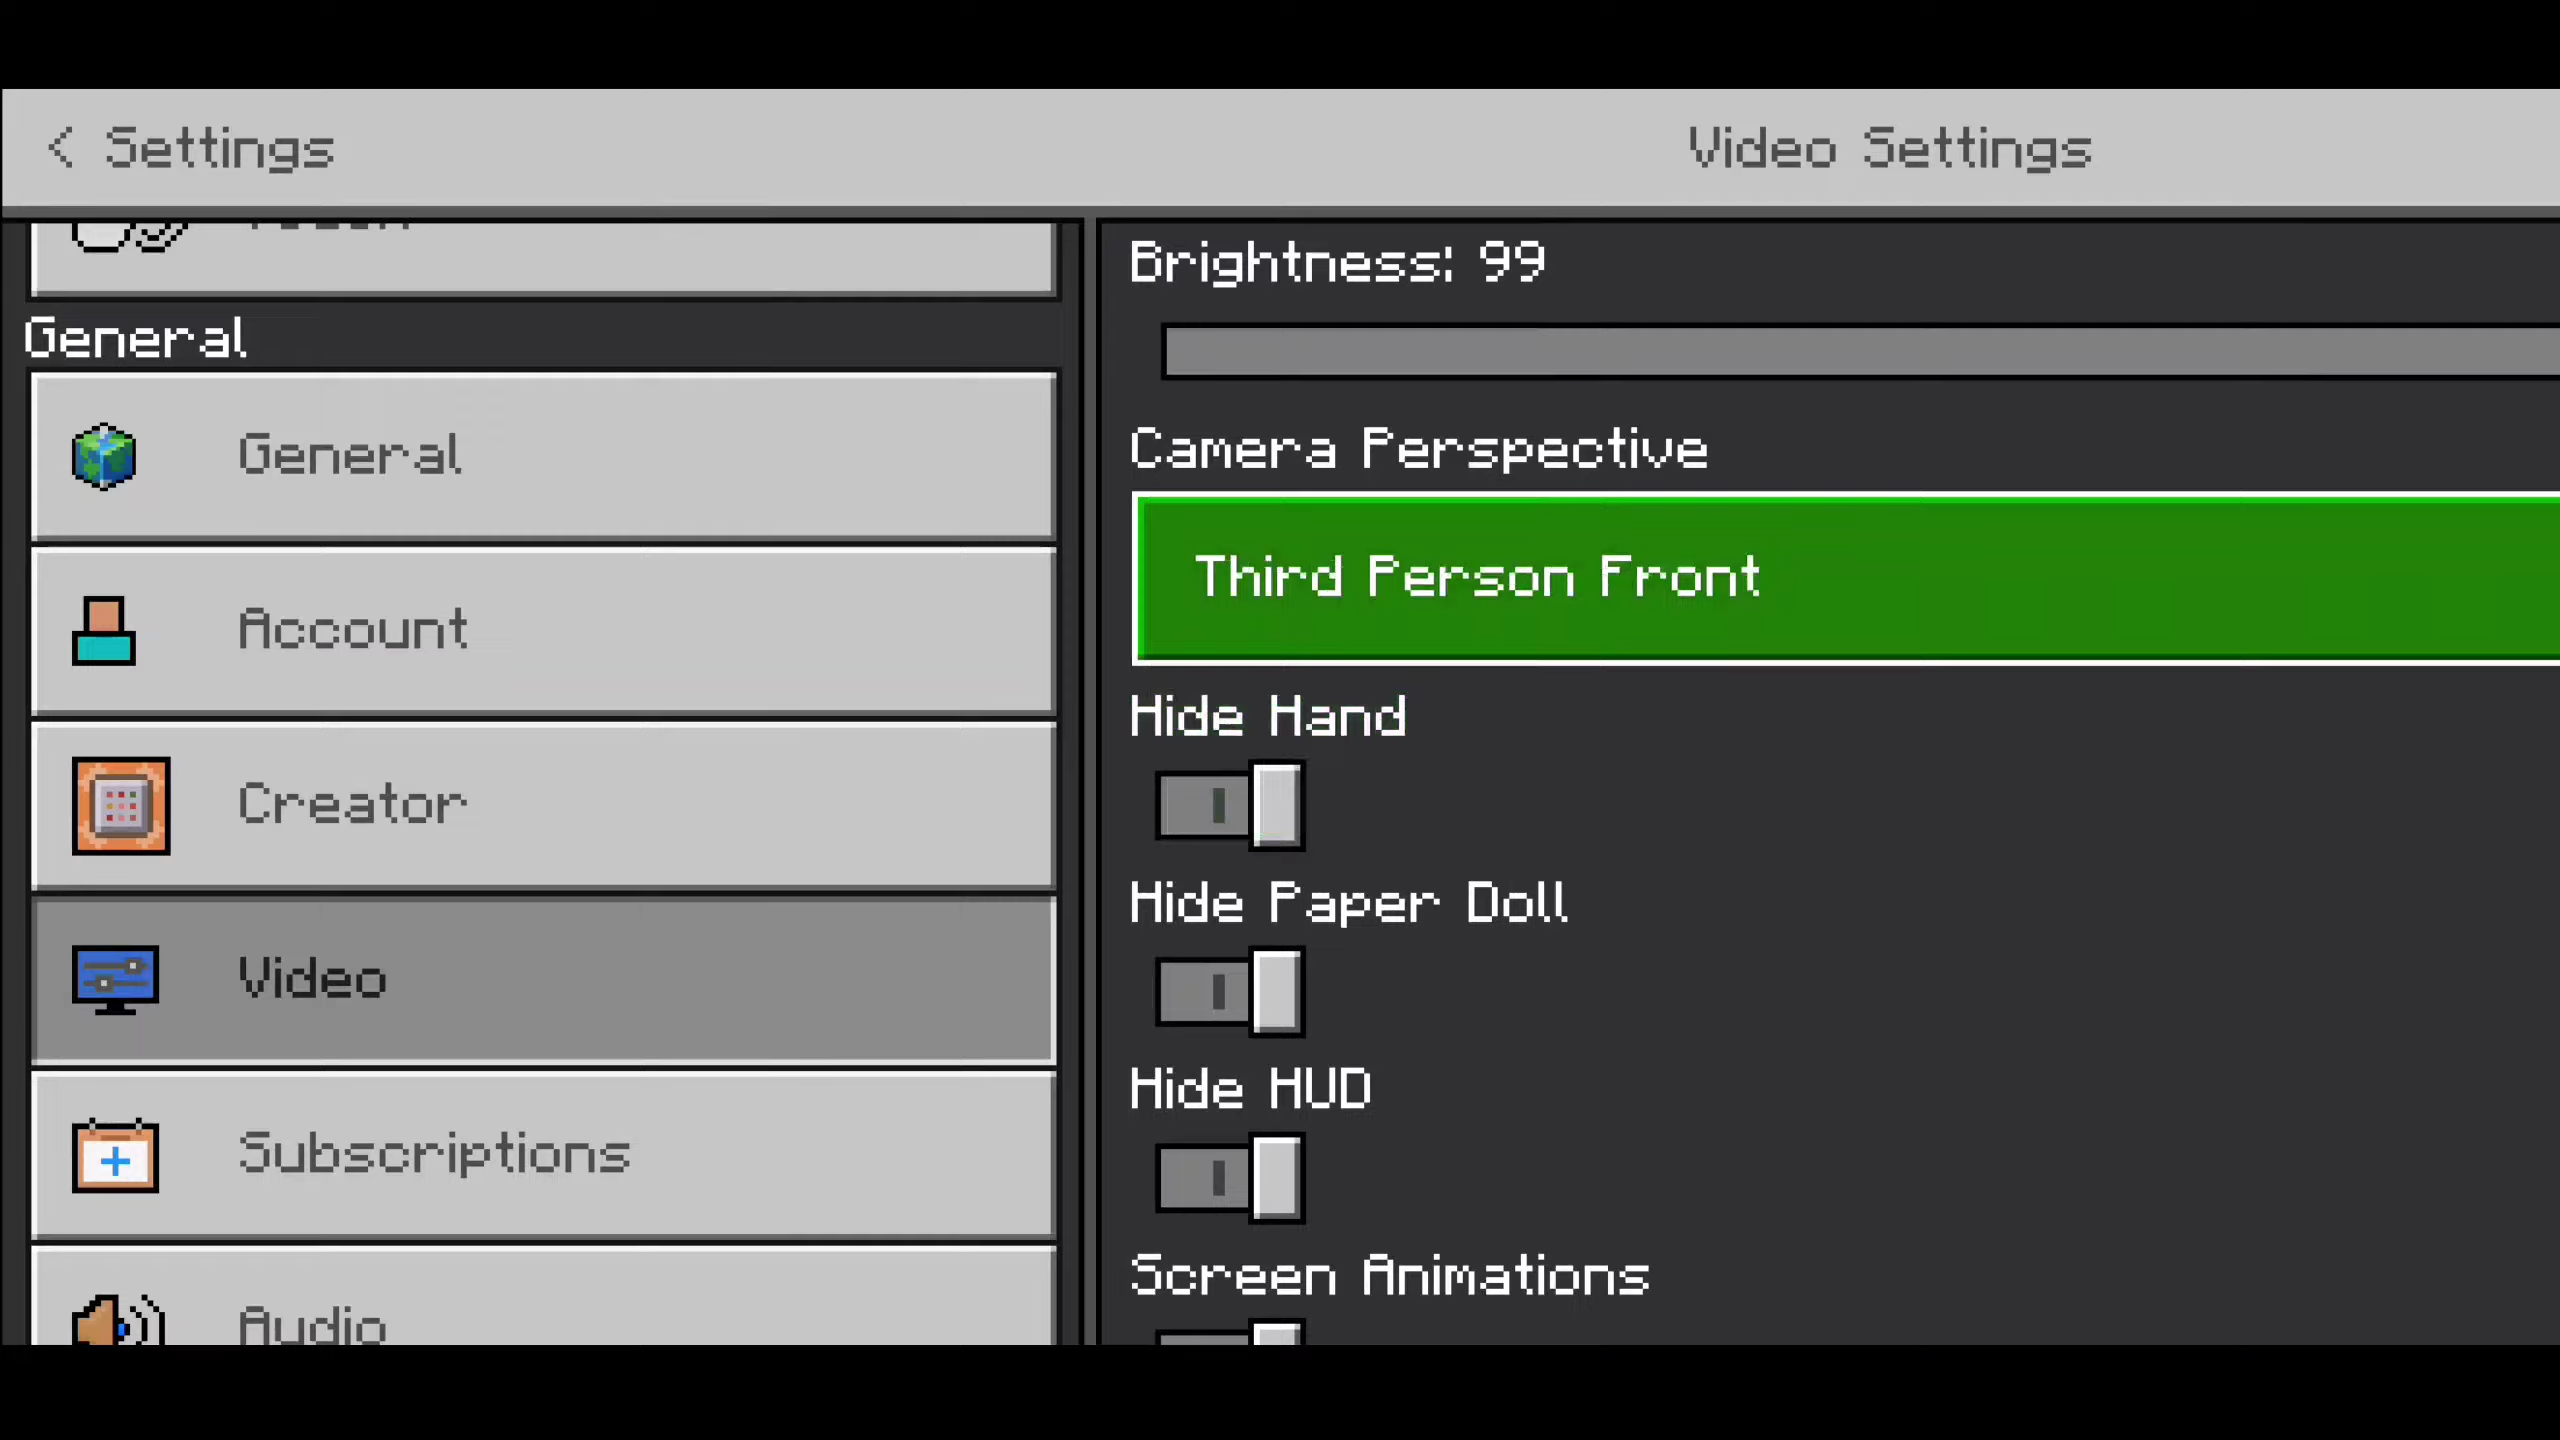 < Settings
Video Settings
General
General
Account
Creator
Video
Subscriptions
Audio
Brightness: 99
Camera Perspective
Third Person Front
Hide Hand
Hide Paper Doll
Hide HUD
Screen Animations